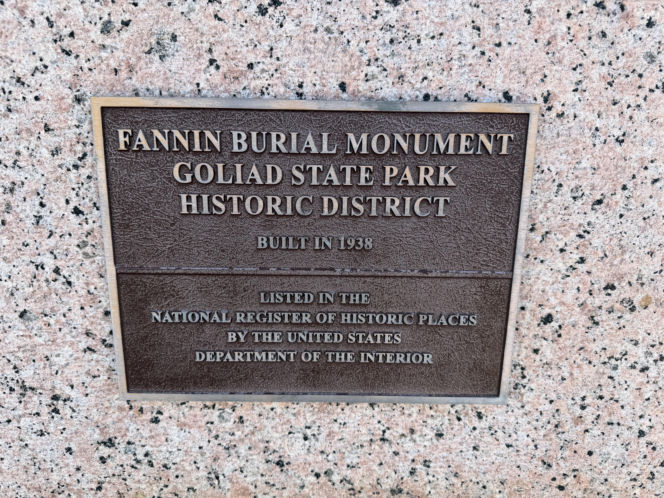 FANNIN BURIAL MONUMENT
GOLIAD STATE PARK
HISTORIC DISTRICT
BUILT IN 1938
LISTED IN THE
NATIONAL REGISTER OF HISTORIC PLACES
BY THE UNITED STATES
DEPARTMENT OF THE INTERIOR